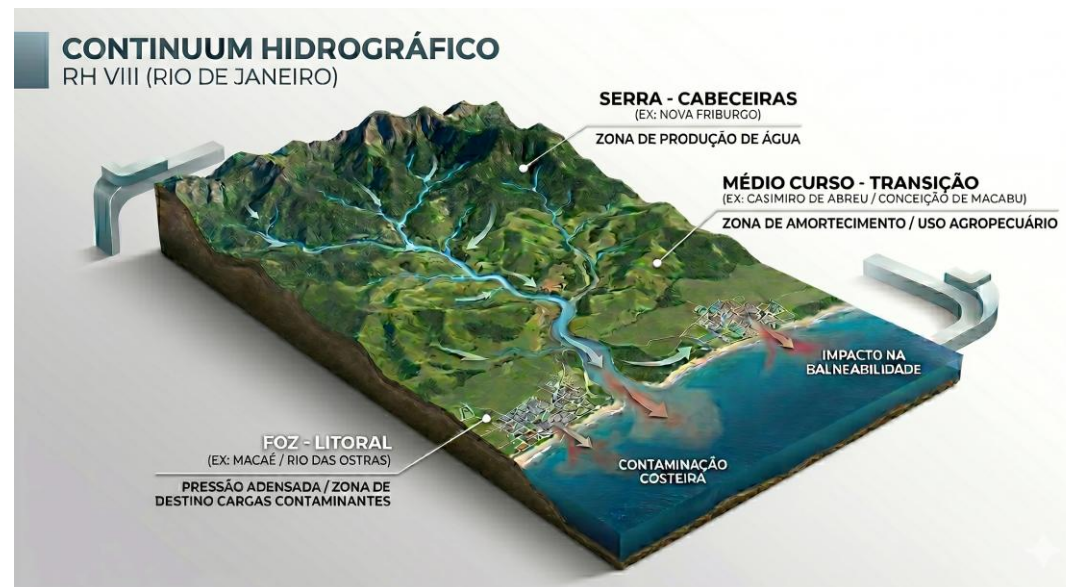 CONTINUUM HIDROGRÁFICO
RH VIII (RIO DE JANEIRO)
SERRA - CABECEIRAS
(EX: NOVA FRIBURGO)
ZONA DE PRODUÇÃO DE ÁGUA
MÉDIO CURSO - TRANSIÇÃO
(EX: CASIMIRO DE ABREU / CONCEIÇÃO DE MACABU)
ZONA DE AMORTECIMENTO / USO AGROPECUÁRIO
IMPACTO NA
BALNEABILIDADE
FOZ - LITORAL
(EX: MACAÉ / RIO DAS OSTRAS)
PRESSÃO ADENSADA / ZONA DE
DESTINO CARGAS CONTAMINANTES
CONTAMINAÇÃO
COSTEIRA